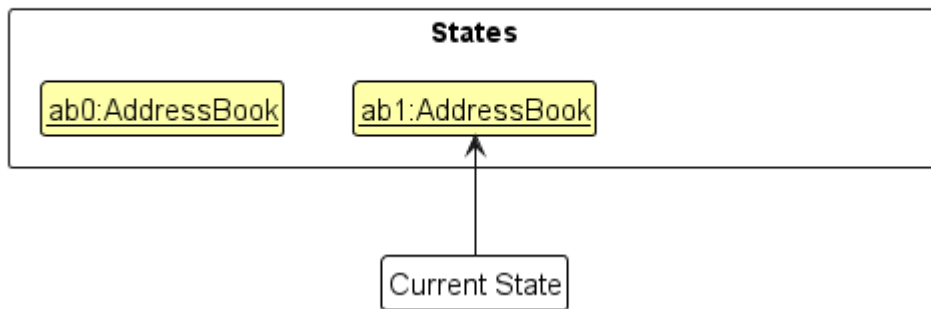 States
ab0:AddressBook
ab1:AddressBook
Current State